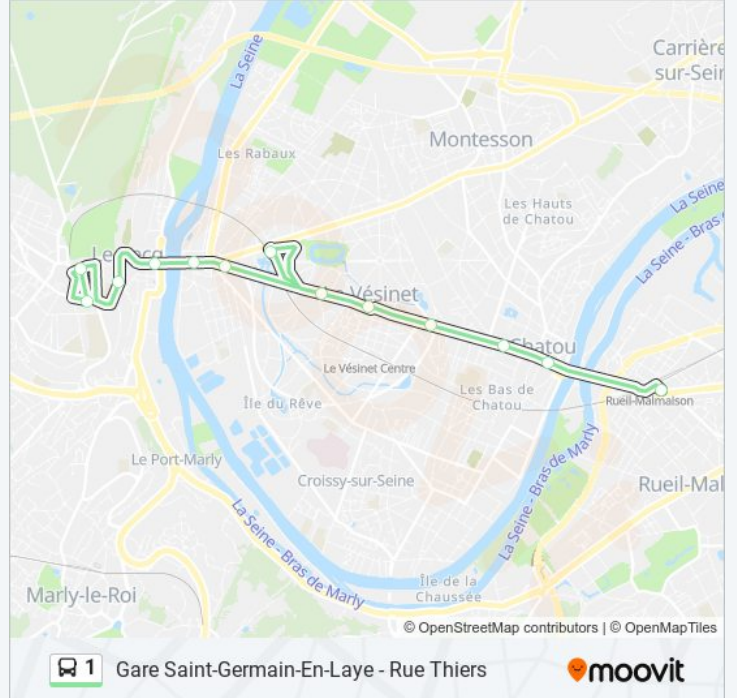 Carrière
sur-Sein
La Seine
Montesson
Les Rabaux
La Seine
La Seine - Bras
Les Hauts
de Chatou
Le Vésinet
Chatou
Le Vésinet Centre
Les Bas de
Chatou
Rueil-Malmaison
Île du Rêve
Le Port-Marly
Croissy-sur-Seine
Rueil-Mal
La Seine - Bras de Marly
La Seine - Bras de Marly
Île de la
Chaussée
Marly-le-Roi
© OpenStreetMap contributors | © OpenMapTiles
1 Gare Saint-Germain-En-Laye - Rue Thiers
moovit